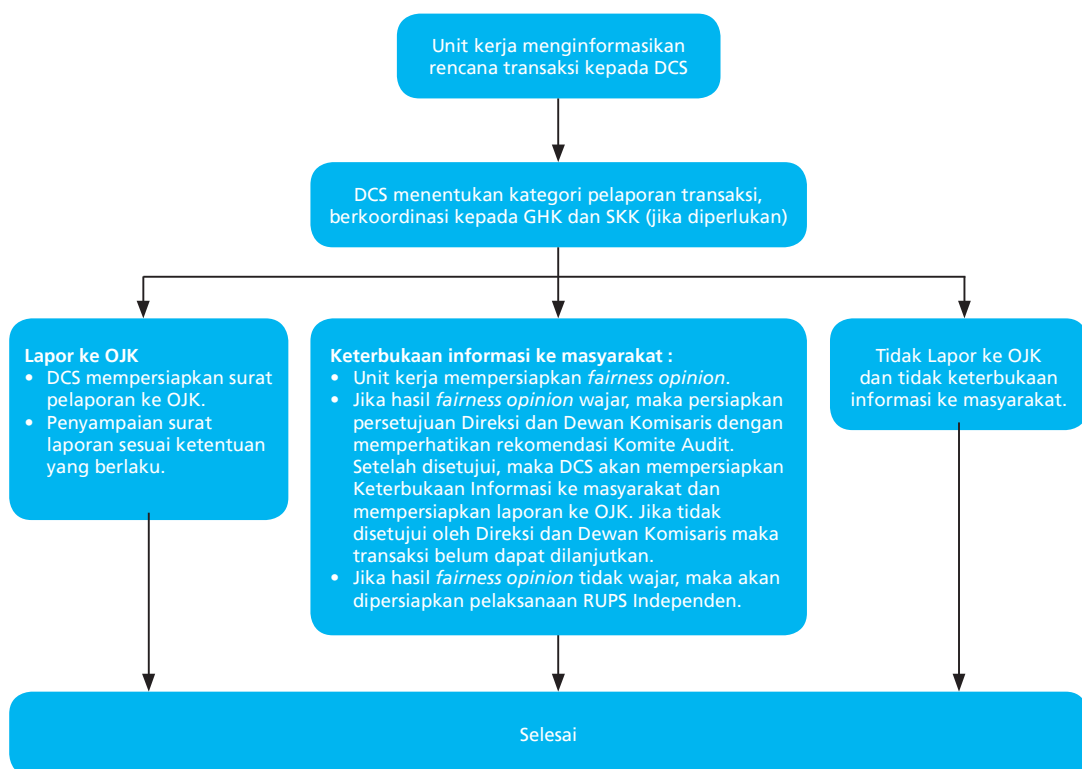 Unit kerja menginformasikan
rencana transaksi kepada DCS
DCS menentukan kategori pelaporan transaksi,
berkoordinasi kepada GHK dan SKK (jika diperlukan)
Lapor ke OJK
• DCS mempersiapkan surat
pelaporan ke OJK.
• Penyampaian surat
laporan sesuai ketentuan
yang berlaku.
Keterbukaan informasi ke masyarakat :
• Unit kerja mempersiapkan fairness opinion.
• Jika hasil fairness opinion wajar, maka persiapkan
persetujuan Direksi dan Dewan Komisaris dengan
memperhatikan rekomendasi Komite Audit.
Setelah disetujui, maka DCS akan mempersiapkan
Keterbukaan Informasi ke masyarakat dan
mempersiapkan laporan ke OJK. Jika tidak
disetujui oleh Direksi dan Dewan Komisaris maka
transaksi belum dapat dilanjutkan.
• Jika hasil fairness opinion tidak wajar, maka akan
dipersiapkan pelaksanaan RUPS Independen.
Tidak Lapor ke OJK
dan tidak keterbukaan
informasi ke masyarakat.
Selesai